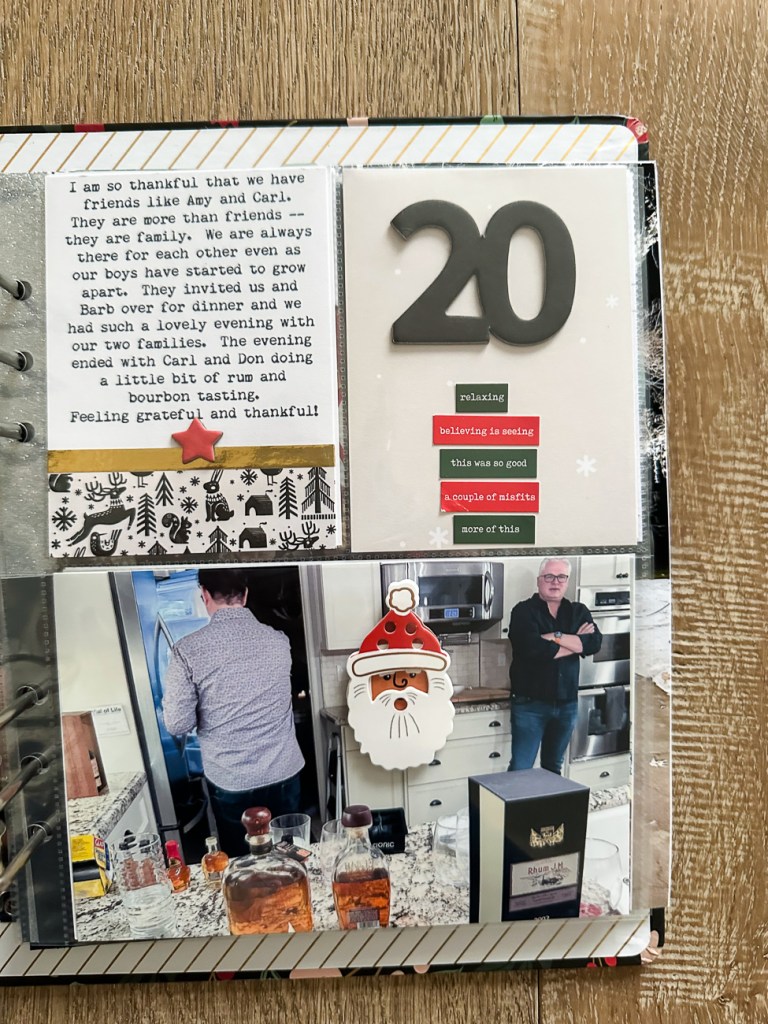 I am so thankful that we have
friends like Amy and Carl.
They are more than friends --
they are family. We are always
there for each other even as
our boys have started to grow
apart. They invited us and
Barb over for dinner and we
had such a lovely evening with
our two families. The evening
ended with Carl and Don doing
a little bit of rum and
bourbon tasting.
Feeling grateful and thankful!
20
relaxing
believing is seeing
this was so good
a couple of misfits
more of this
of Life
Rhum J.M